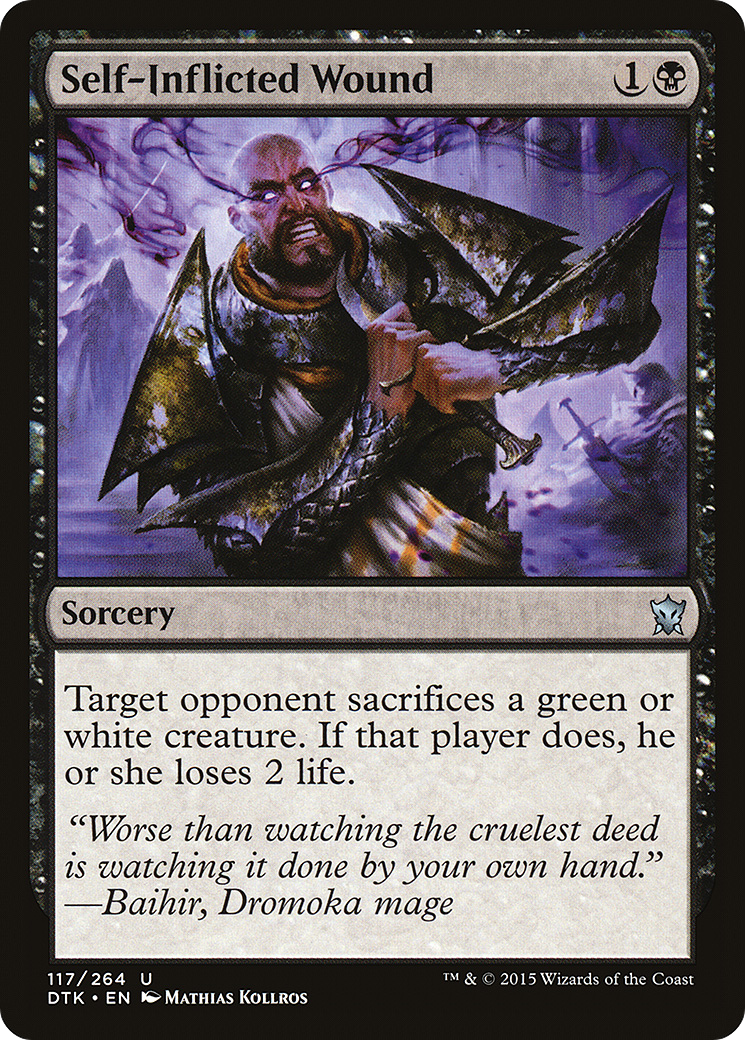 Self-Inflicted Wound 1
Sorcery
Target opponent sacrifices a green or
white creature. If that player does, he
or she loses 2 life.
“Worse than watching the cruelest deed
is watching it done by your own hand.”
—Baihir, Dromoka mage
117/264 U
DTK • EN Mathias Kollros
™ & © 2015 Wizards of the Coast